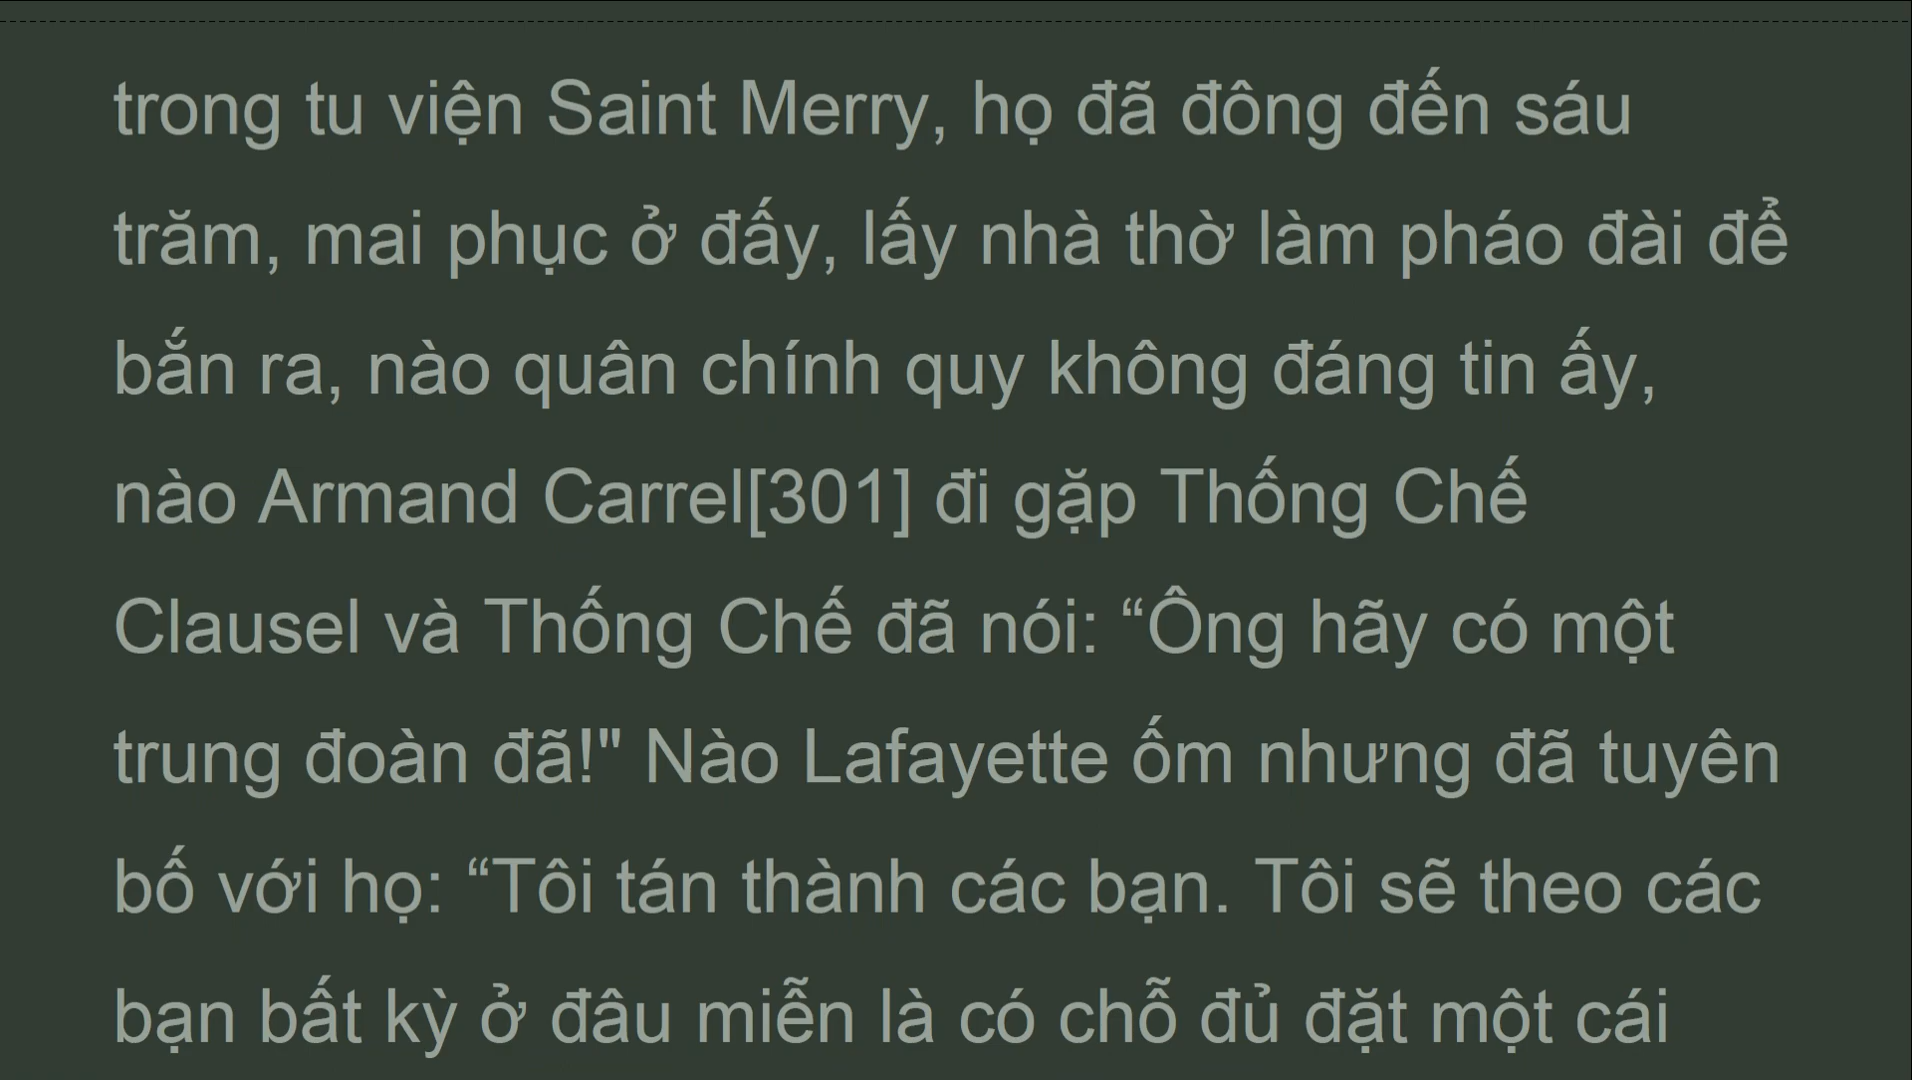 trong tu viện Saint Merry, họ đã đông đến sáu
trăm, mai phục ở đấy, lấy nhà thờ làm pháo đài để
bắn ra, nào quân chính quy không đáng tin ấy,
nào Armand Carrel[301] đi gặp Thống Chế
Clausel và Thống Chế đã nói: “Ông hãy có một
trung đoàn đã!" Nào Lafayette ốm nhưng đã tuyên
bố với họ: “Tôi tán thành các bạn. Tôi sẽ theo các
bạn bất kỳ ở đâu miễn là có chỗ đủ đặt một cái